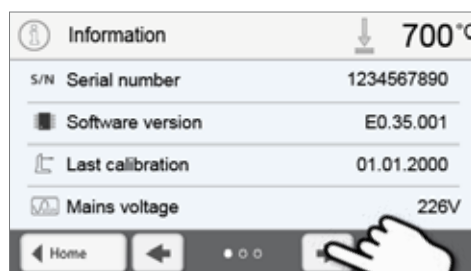 Information 700°C
S/N Serial number 1234567890
Software version E0.35.001
Last calibration 01.01.2000
Mains voltage 226V
Home